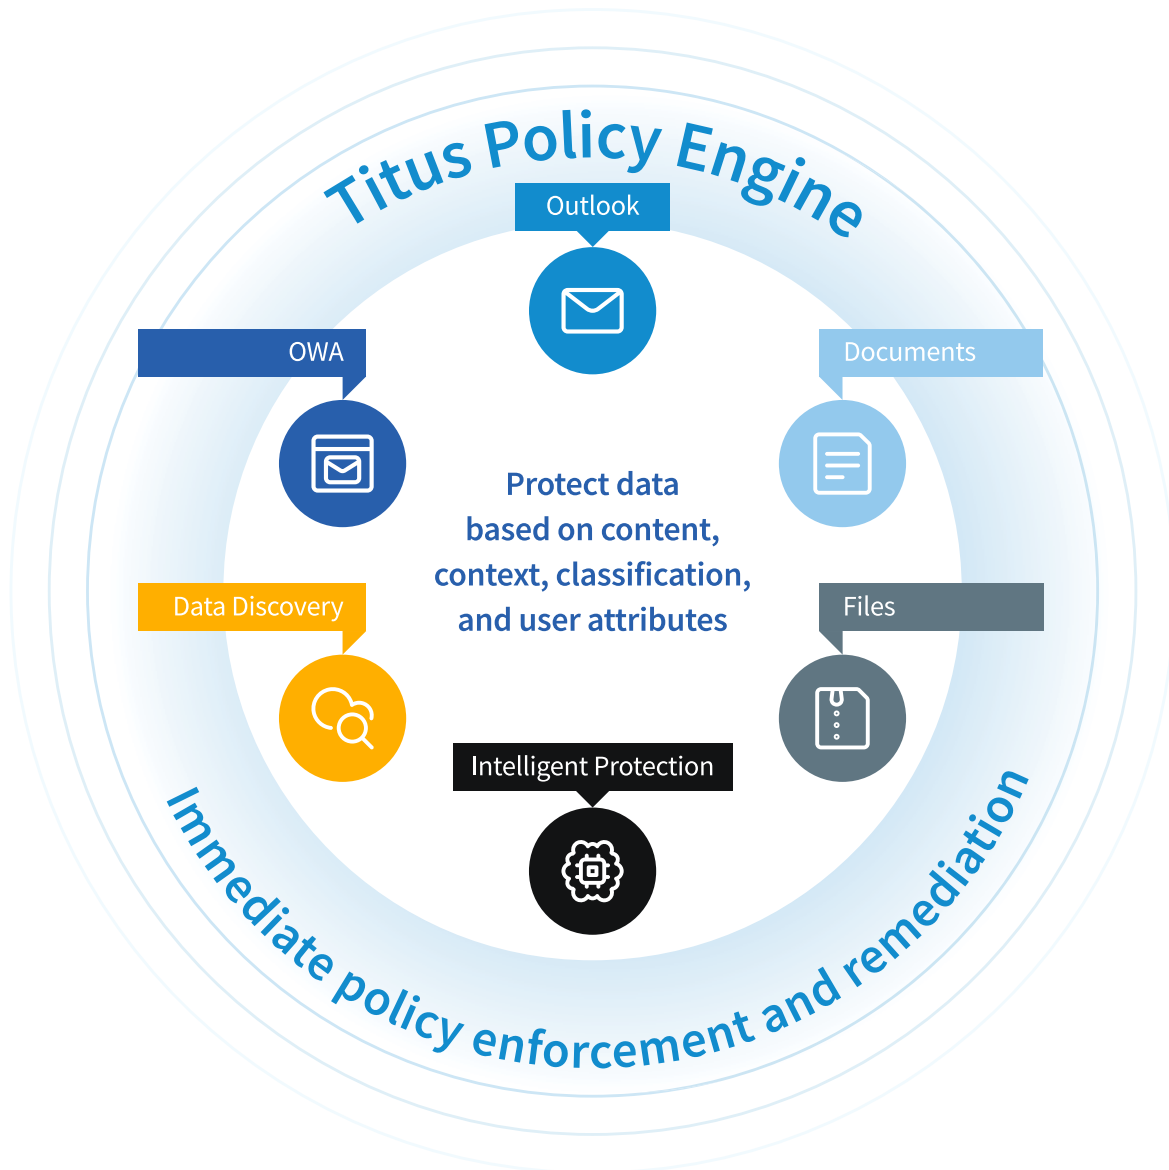 Titus Policy Engine
Outlook
OWA
Documents
Protect data
based on content,
context, classification,
and user attributes
Data Discovery
Files
Intelligent Protection
Immediate policy enforcement and remediation